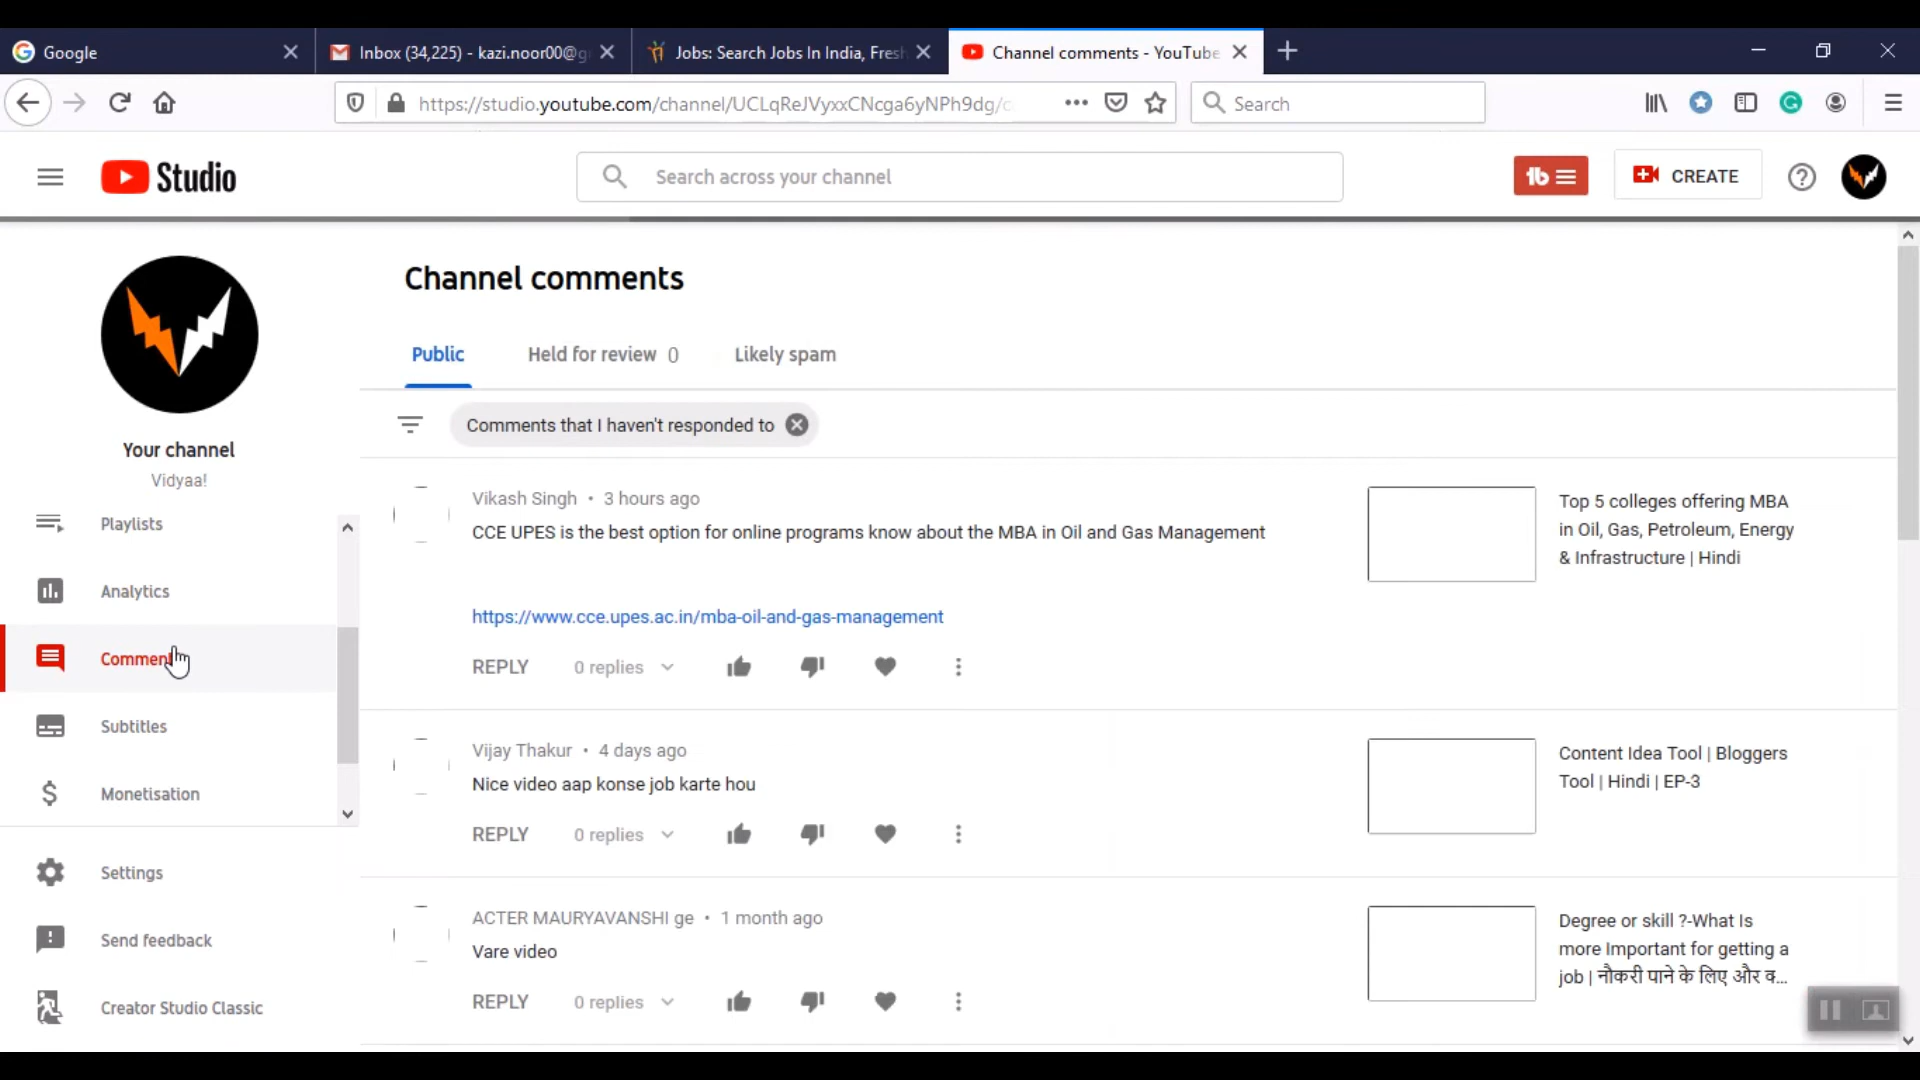 Google
Inbox (34,225) - kazi.noor00@g
Jobs: Search Jobs In India, Fresh
Channel comments - YouTube
https://studio.youtube.com/channel/UCLqReJVyxxCNcga6yNPh9dg/c
Search
Studio
Search across your channel
tb
CREATE
Your channel
Vidyaa!
Playlists
Analytics
Comment
Subtitles
Monetisation
Settings
Send feedback
Creator Studio Classic
Channel comments
Public
Held for review 0
Likely spam
Comments that I haven't responded to
Vikash Singh • 3 hours ago
CCE UPES is the best option for online programs know about the MBA in Oil and Gas Management
https://www.cce.upes.ac.in/mba-oil-and-gas-management
REPLY 0 replies
Top 5 colleges offering MBA
in Oil, Gas, Petroleum, Energy
& Infrastructure | Hindi
Vijay Thakur • 4 days ago
Nice video aap konse job karte hou
REPLY 0 replies
Content Idea Tool | Bloggers
Tool | Hindi | EP-3
ACTER MAURYAVANSHI ge • 1 month ago
Vare video
REPLY 0 replies
Degree or skill ?-What Is
more Important for getting a
job | नौकरी पाने के लिए और क...